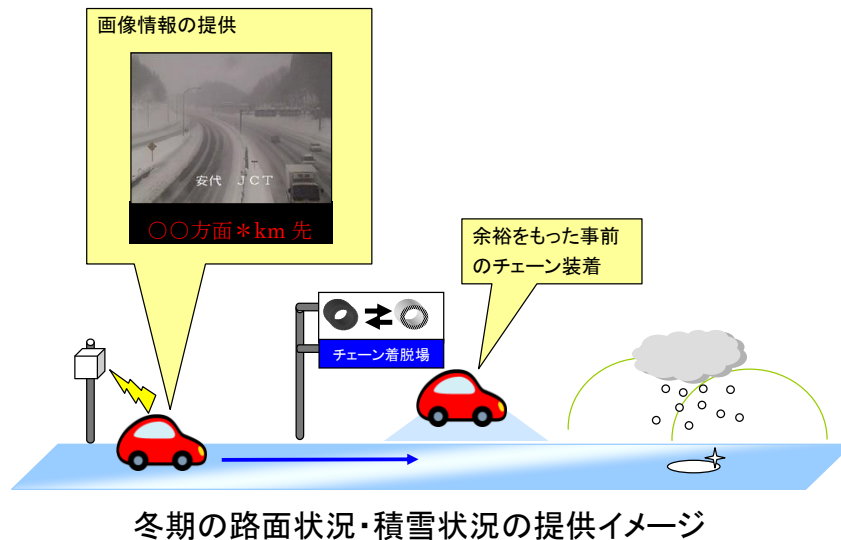 画像情報の提供
安代 JCT
○○方面*km 先
余裕をもった事前
のチェーン装着
チェーン着脱場
冬期の路面状況・積雪状況の提供イメージ